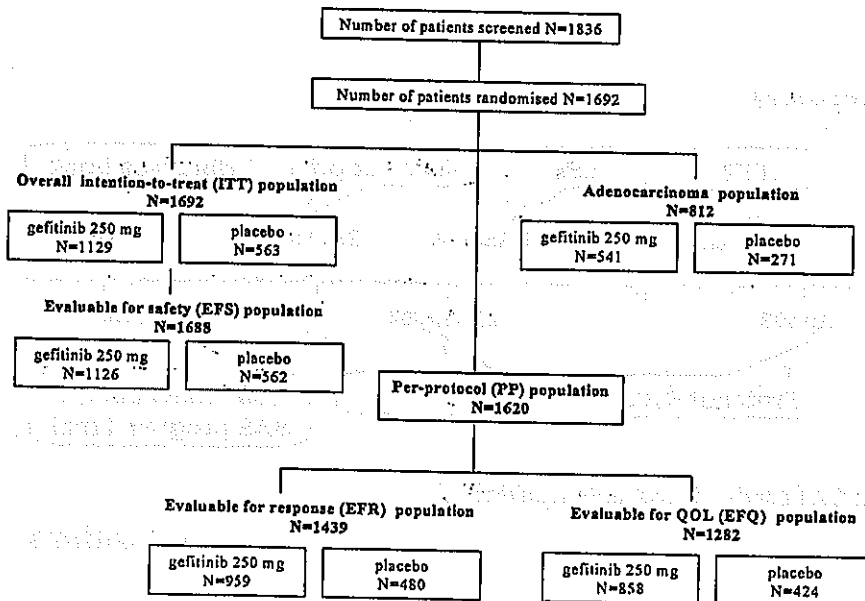 Number of patients screened N=1836
Number of patients randomised N=1692
Overall intention-to-treat (ITT) population
N=1692
gefitinib 250 mg
N=1129
placebo
N=563
Adenocarcinoma population
N=812
gefitinib 250 mg
N=541
placebo
N=271
Evaluable for safety (EFS) population
N=1688
gefitinib 250 mg
N=1126
placebo
N=562
Per-protocol (PP) population
N=1620
Evaluable for response (EFR) population
N=1439
gefitinib 250 mg
N=959
placebo
N=480
Evaluable for QOL (EFQ) population
N=1282
gefitinib 250 mg
N=858
placebo
N=424